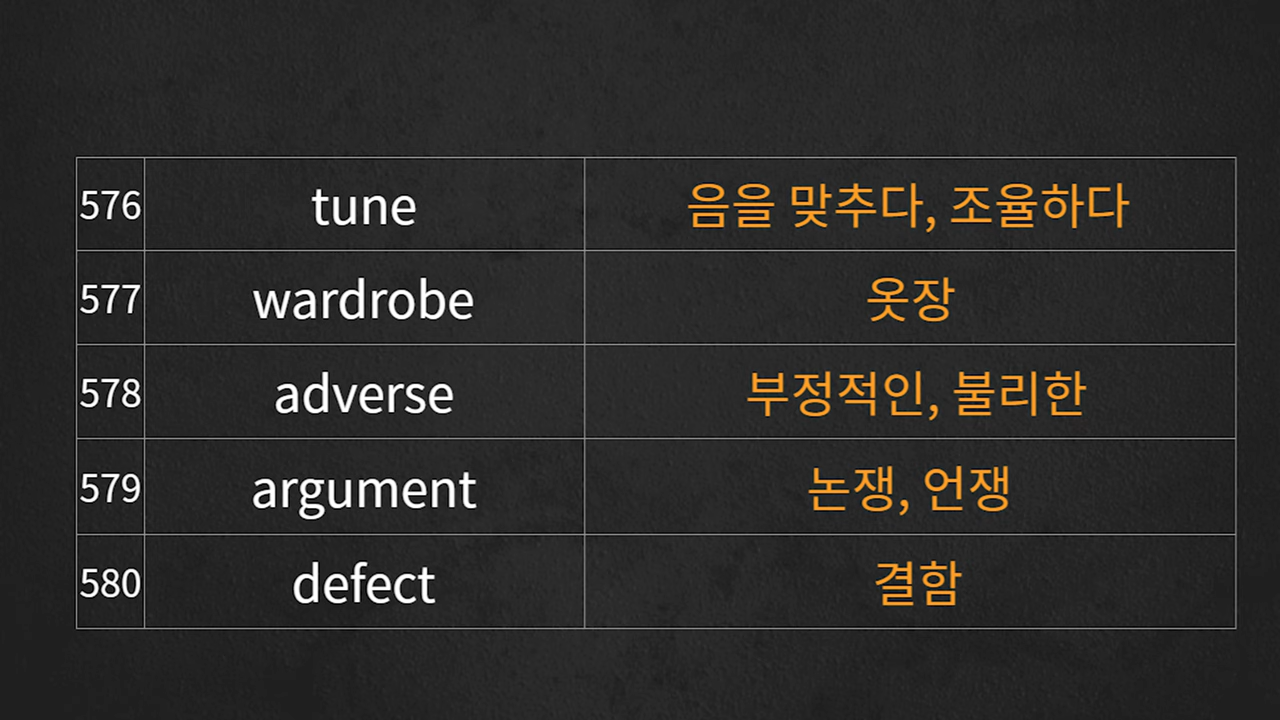 576 tune 음을 맞추다, 조율하다
577 wardrobe 옷장
578 adverse 부정적인, 불리한
579 argument 논쟁, 언쟁
580 defect 결함